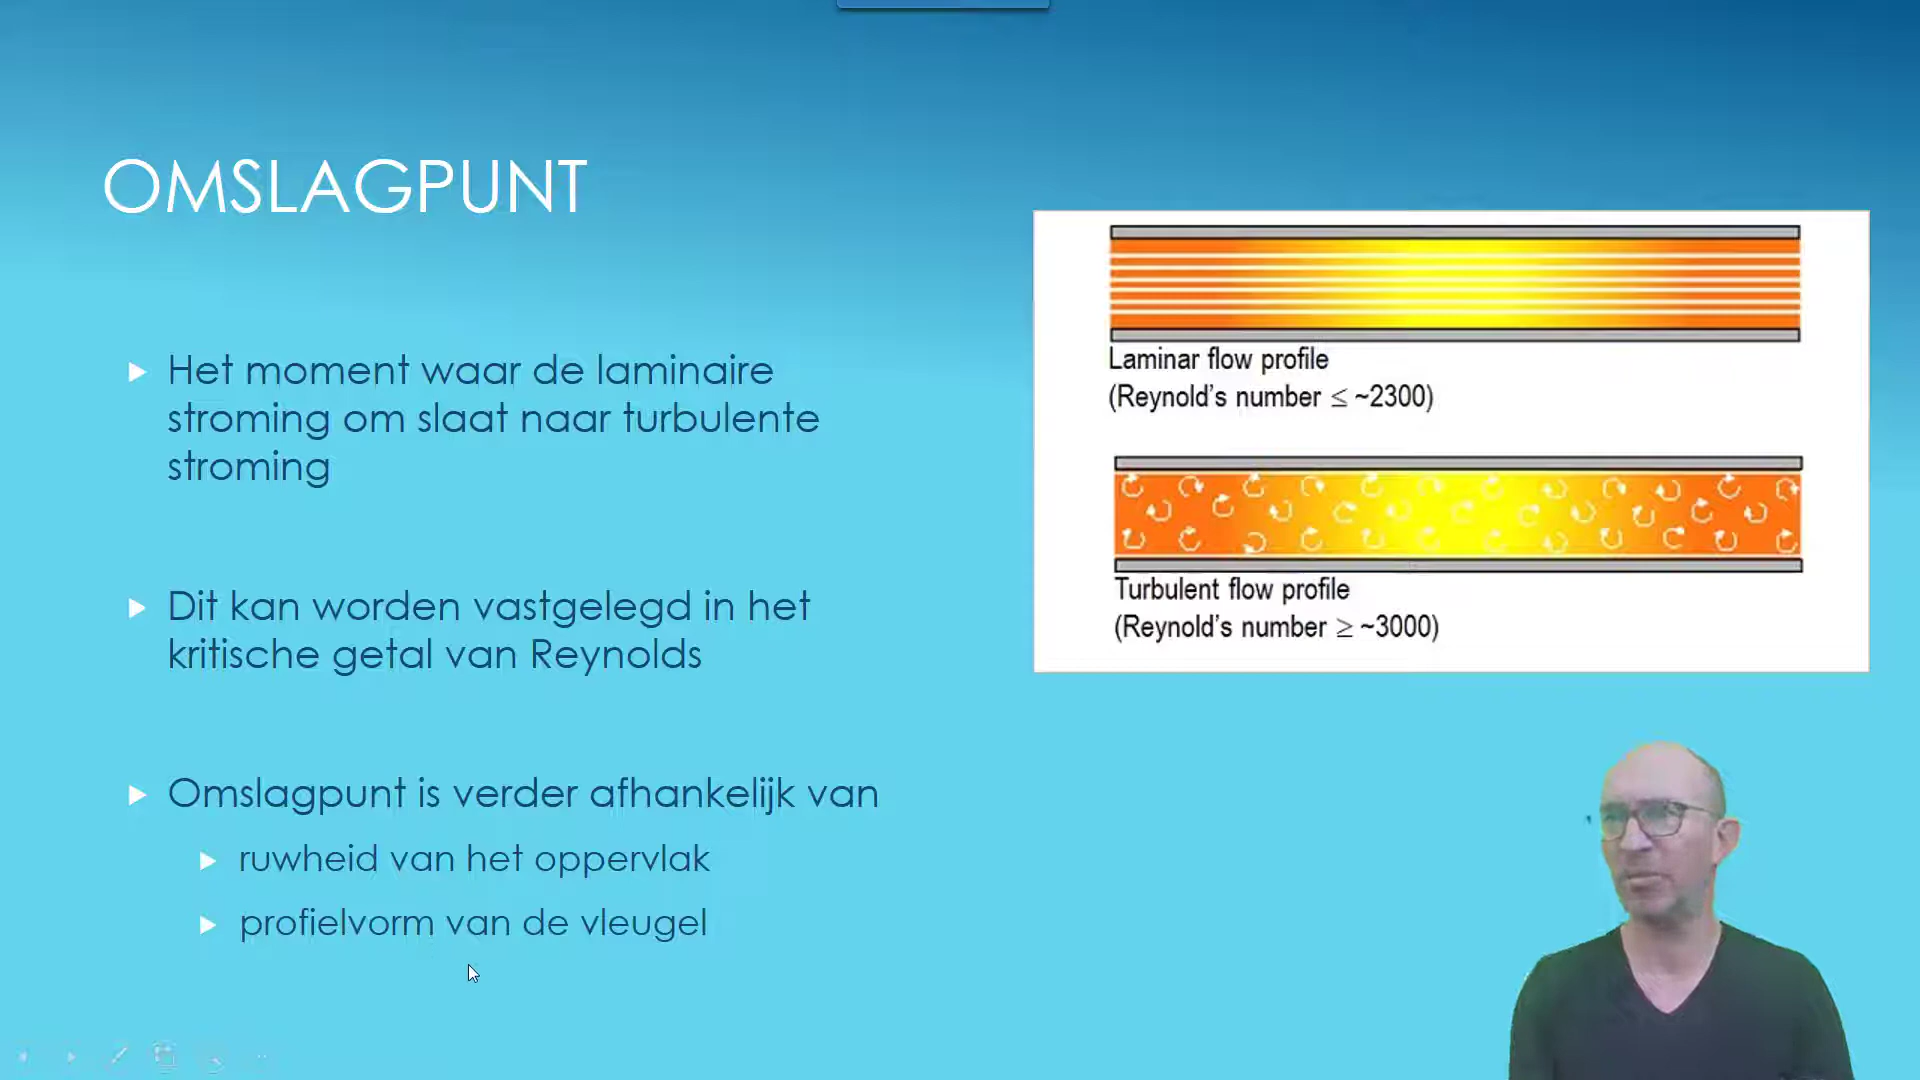 OMSLAGPUNT
Het moment waar de laminaire
stroming om slaat naar turbulente
stroming
Dit kan worden vastgelegd in het
kritische getal van Reynolds
Omslagpunt is verder afhankelijk van
ruwheid van het oppervlak
profielvorm van de vleugel
Laminar flow profile
(Reynold's number ≤ ~2300)
Turbulent flow profile
(Reynold's number ≥ ~3000)